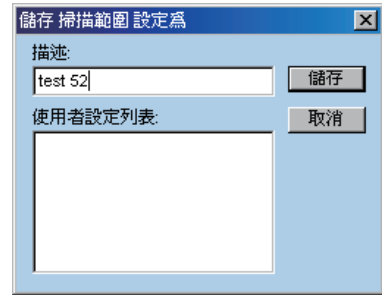 儲存 掃描範圍 設定爲
描述:
test 52
儲存
使用者設定列表:
取消